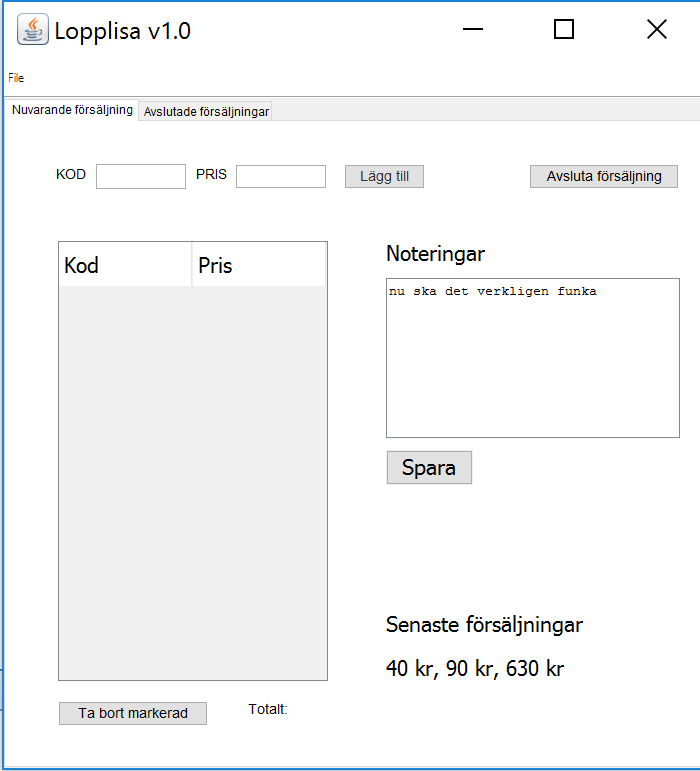 Lopplisa v1.0
File
Nuvarande försäljning Avslutade försäljningar
KOD PRIS Lägg till Avsluta försäljning
Kod Pris
Noteringar
nu ska det verkligen funka
Spara
Senaste försäljningar
40 kr, 90 kr, 630 kr
Ta bort markerad Totalt: